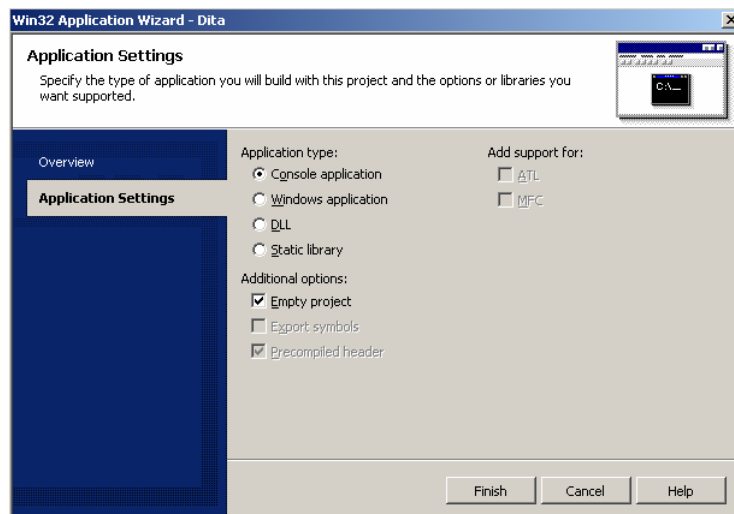 Win32 Application Wizard - Dita
Application Settings
Specify the type of application you will build with this project and the options or libraries you
want supported.
C:\_
Overview
Application Settings
Application type:
Console application
Windows application
DLL
Static library
Additional options:
Empty project
Export symbols
Precompiled header
Add support for:
ATL
MFC
Finish
Cancel
Help